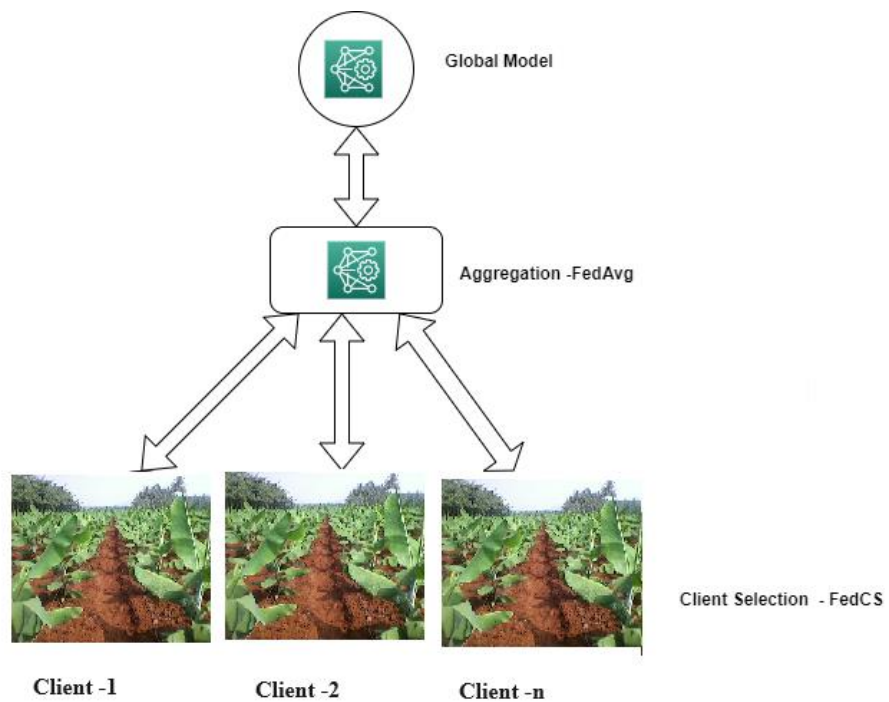 Global Model
Aggregation -FedAvg
Client Selection - FedCS
Client -1
Client -2
Client -n